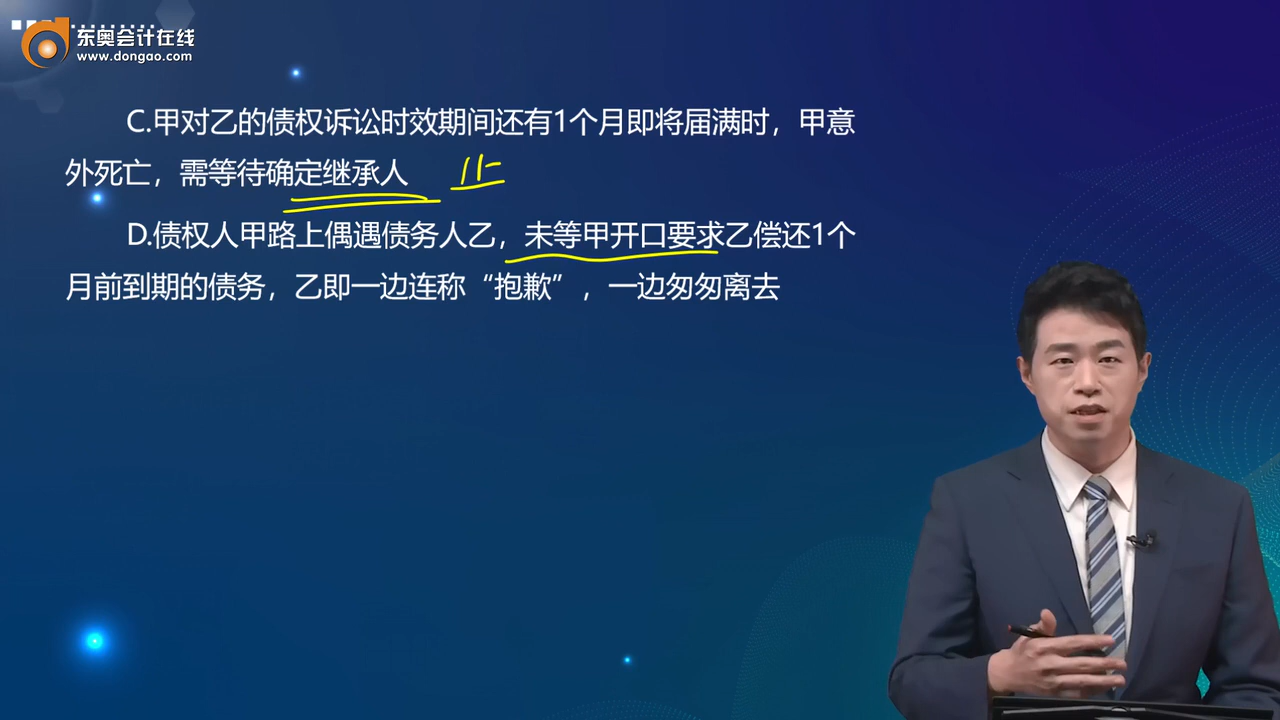 东奥会计在线
www.dongao.com
C.甲对乙的债权诉讼时效期间还有1个月即将届满时，甲意
外死亡，需等待确定继承人 止
D.债权人甲路上偶遇债务人乙，未等甲开口要求乙偿还1个
月前到期的债务，乙即一边连称“抱歉”，一边匆匆离去